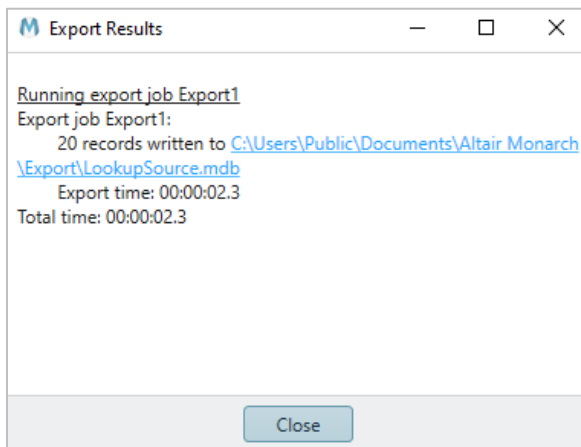 Export Results
Running export job Export1
Export job Export1:
20 records written to C:\Users\Public\Documents\Altair Monarch
\Export\LookupSource.mdb
Export time: 00:00:02.3
Total time: 00:00:02.3
Close